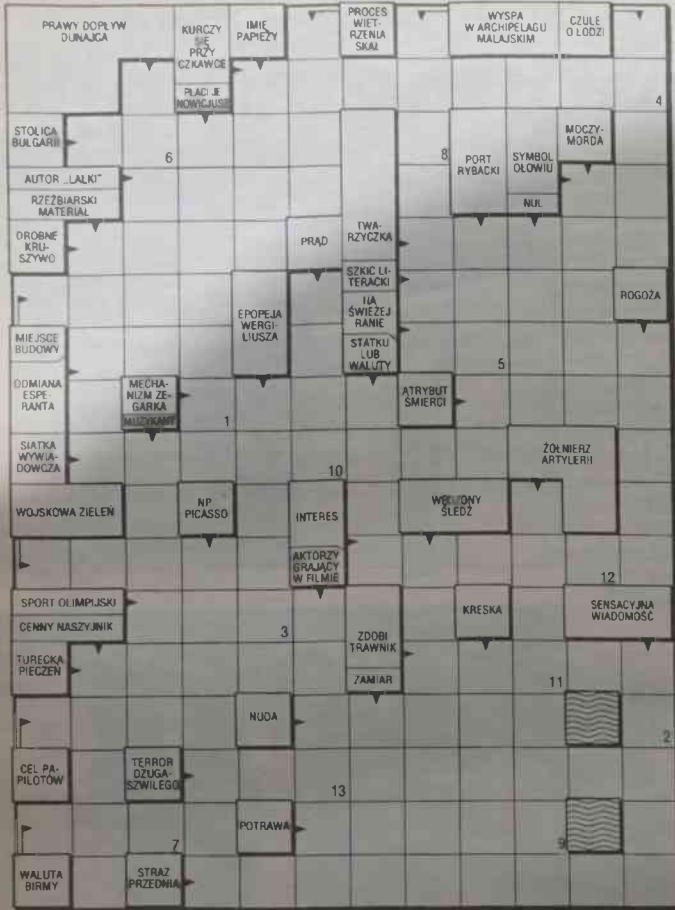 PRAWY DOPŁYW
DUNAJCA
KURCZY
SIĘ
PRZY
CZKAWCE
PŁACI JE
NOWICJUSZ
IMIĘ
PAPIEŻY
PROCES
WIET-
RZENIA
SKAŁ
WYSPA
W ARCHIPELAGU
MALAJSKIM
CZULE
O ŁODZI
4
STOLICA
BUŁGARII
6
8
PORT
RYBACKI
SYMBOL
OŁOWIU
NUL
MOCZY-
MORDA
AUTOR „LALKI"
RZEŹBIARSKI
MATERIAŁ
DROBNE
KRU-
SZYWO
PRĄD
TWA-
RZYCZKA
SZKIC LI-
TERACKI
NA
ŚWIEŻEJ
RANIE
STATKU
LUB
WALUTY
EPOPEJA
WERGI-
LIUSZA
ROGOŻA
MIEJSCE
BUDOWY
ODMIANA
ESPE-
RANTA
SIATKA
WYWIA-
DOWCZA
MECHA-
NIZM ZE-
GARKA
MUZYKANT
1
5
ATRYBUT
ŚMIERCI
ŻOŁNIERZ
ARTYLERII
10
WOJSKOWA ZIELEŃ
NP.
PICASSO
INTERES
AKTORZY
GRAJĄCY
W FILMIE
WĘDZONY
ŚLEDŹ
12
SPORT OLIMPIJSKI
CENNY NASZYJNIK
3
ZDOBI
TRAWNIK
ZAMIAR
KRESKA
SENSACYJNA
WIADOMOŚĆ
TURECKA
PIECZEŃ
11
NUDA
2
CEL PA-
PILOTÓW
TERROR
DŻUGA-
SZWILEGO
13
POTRAWA
7
9
WALUTA
BIRMY
STRAŻ
PRZEDNIA